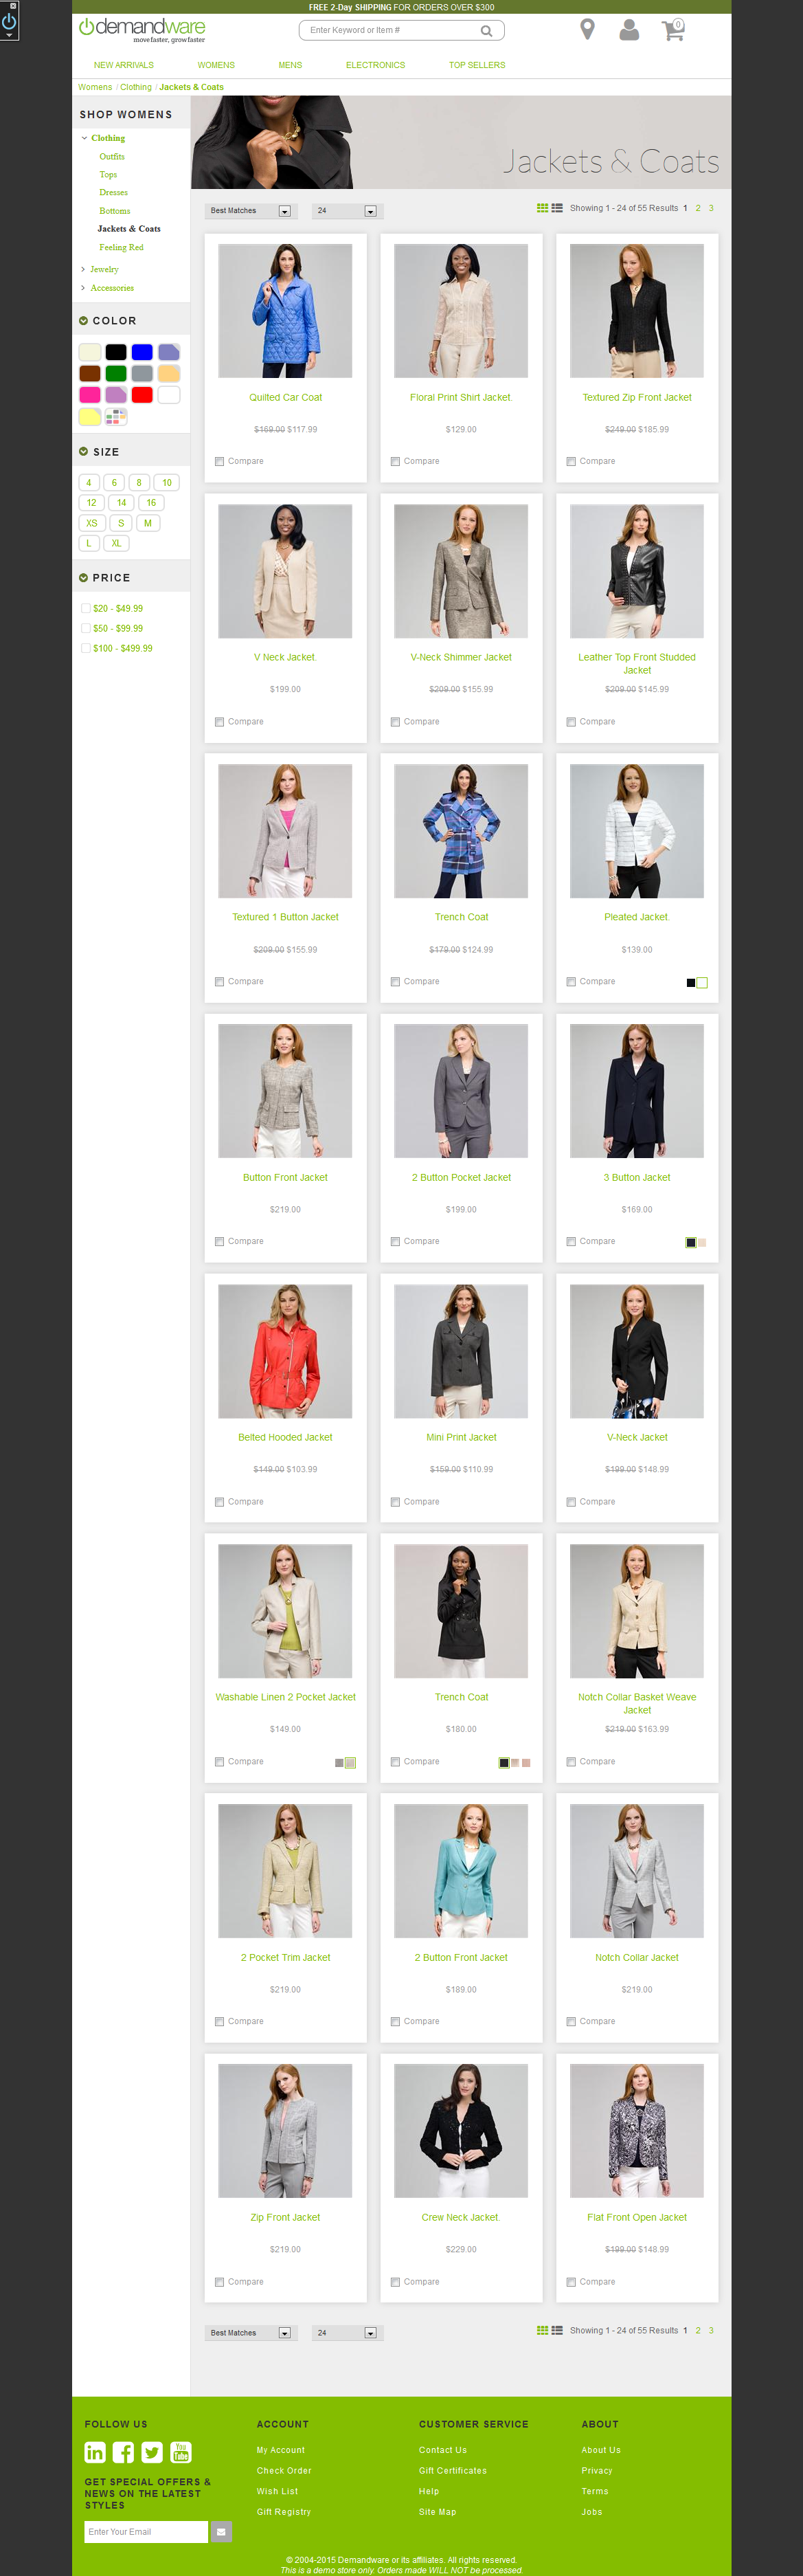 FREE 2-Day SHIPPING FOR ORDERS OVER $300
demandware
move faster, grow faster
Enter Keyword or Item #
0
NEW ARRIVALS WOMENS MENS ELECTRONICS TOP SELLERS
Womens / Clothing / Jackets & Coats
SHOP WOMENS
Clothing
Outfits
Tops
Dresses
Bottoms
Jackets & Coats
Feeling Red
Jewelry
Accessories
COLOR
SIZE
4 6 8 10
12 14 16
XS S M
L XL
PRICE
$20 - $49.99
$50 - $99.99
$100 - $499.99
Jackets & Coats
Best Matches 24 Showing 1 - 24 of 55 Results 1 2 3
Quilted Car Coat
$169.00 $117.99
Compare
Floral Print Shirt Jacket.
$129.00
Compare
Textured Zip Front Jacket
$249.00 $185.99
Compare
V Neck Jacket.
$199.00
Compare
V-Neck Shimmer Jacket
$209.00 $155.99
Compare
Leather Top Front Studded
Jacket
$209.00 $145.99
Compare
Textured 1 Button Jacket
$209.00 $155.99
Compare
Trench Coat
$179.00 $124.99
Compare
Pleated Jacket.
$139.00
Compare
Button Front Jacket
$219.00
Compare
2 Button Pocket Jacket
$199.00
Compare
3 Button Jacket
$169.00
Compare
Belted Hooded Jacket
$149.00 $103.99
Compare
Mini Print Jacket
$159.00 $110.99
Compare
V-Neck Jacket
$199.00 $148.99
Compare
Washable Linen 2 Pocket Jacket
$149.00
Compare
Trench Coat
$180.00
Compare
Notch Collar Basket Weave
Jacket
$219.00 $163.99
Compare
2 Pocket Trim Jacket
$219.00
Compare
2 Button Front Jacket
$189.00
Compare
Notch Collar Jacket
$219.00
Compare
Zip Front Jacket
$219.00
Compare
Crew Neck Jacket.
$229.00
Compare
Flat Front Open Jacket
$199.00 $148.99
Compare
Best Matches 24 Showing 1 - 24 of 55 Results 1 2 3
FOLLOW US
You
Tube
GET SPECIAL OFFERS &
NEWS ON THE LATEST
STYLES
Enter Your Email
ACCOUNT
My Account
Check Order
Wish List
Gift Registry
CUSTOMER SERVICE
Contact Us
Gift Certificates
Help
Site Map
ABOUT
About Us
Privacy
Terms
Jobs
© 2004-2015 Demandware or its affiliates. All rights reserved.
This is a demo store only. Orders made WILL NOT be processed.